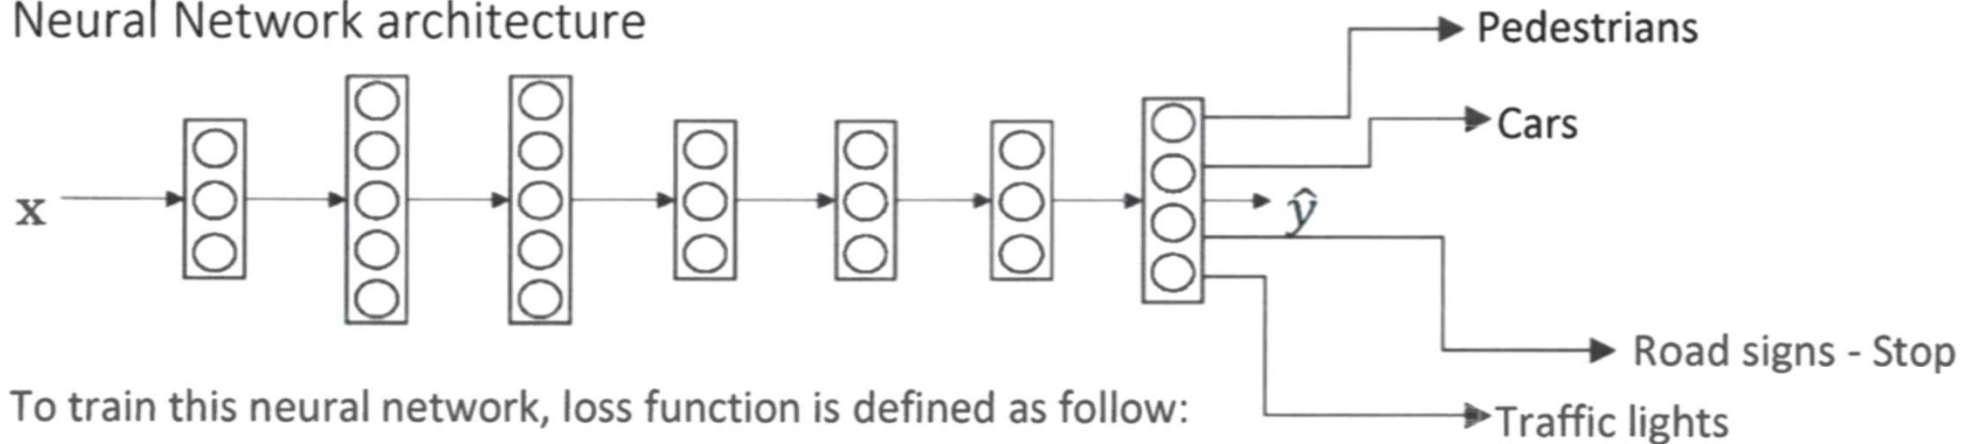 Neural Network architecture
Pedestrians
Cars
x
ŷ
Road signs - Stop
To train this neural network, loss function is defined as follow:
Traffic lights